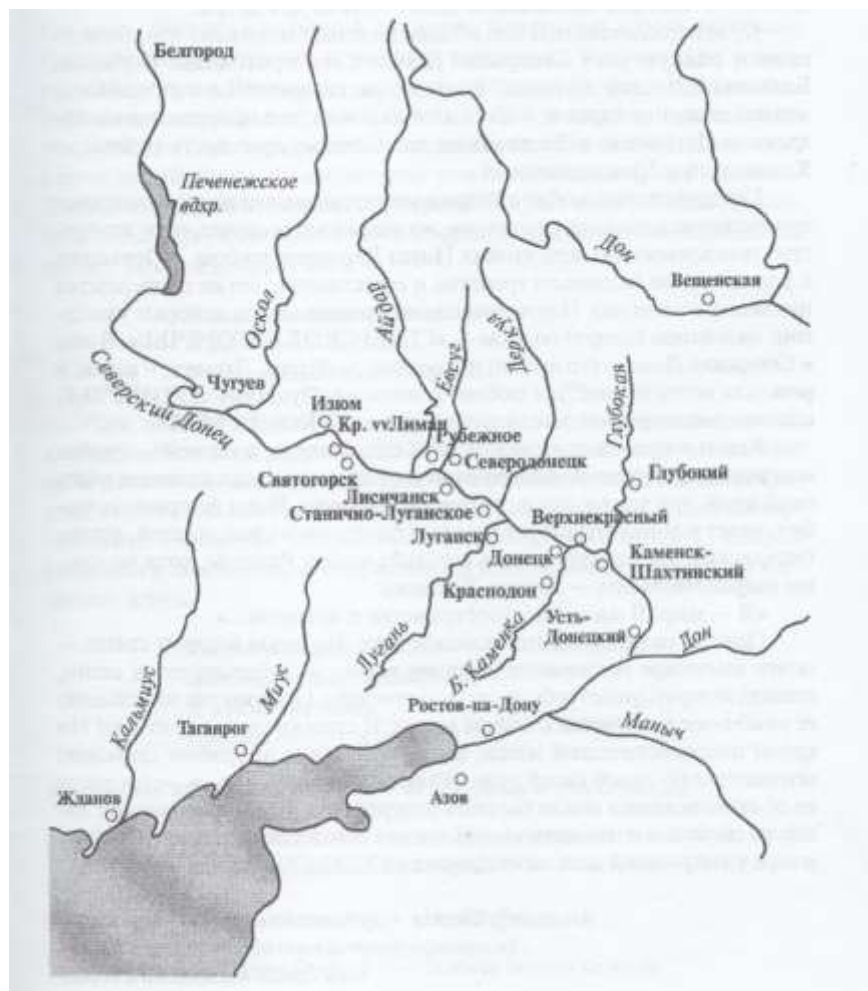 Белгород
Печенежское
вдхр.
Оскол
Айдар
Дон
Вешенская
Северский Донец
Чугуев
Евсуг
Деркул
Глубокая
Изюм
Кр. vvЛиман
Рубежное
Святогорск
Северодонецк
Глубокий
Лисичанск
Станично-Луганское
Верхнекрасный
Луганск
Донецк
Каменск-
Шахтинский
Краснодон
Усть-
Донецкий
Лугань
Б. Каменка
Дон
Кальмиус
Миус
Ростов-на-Дону
Маныч
Таганрог
Жданов
Азов